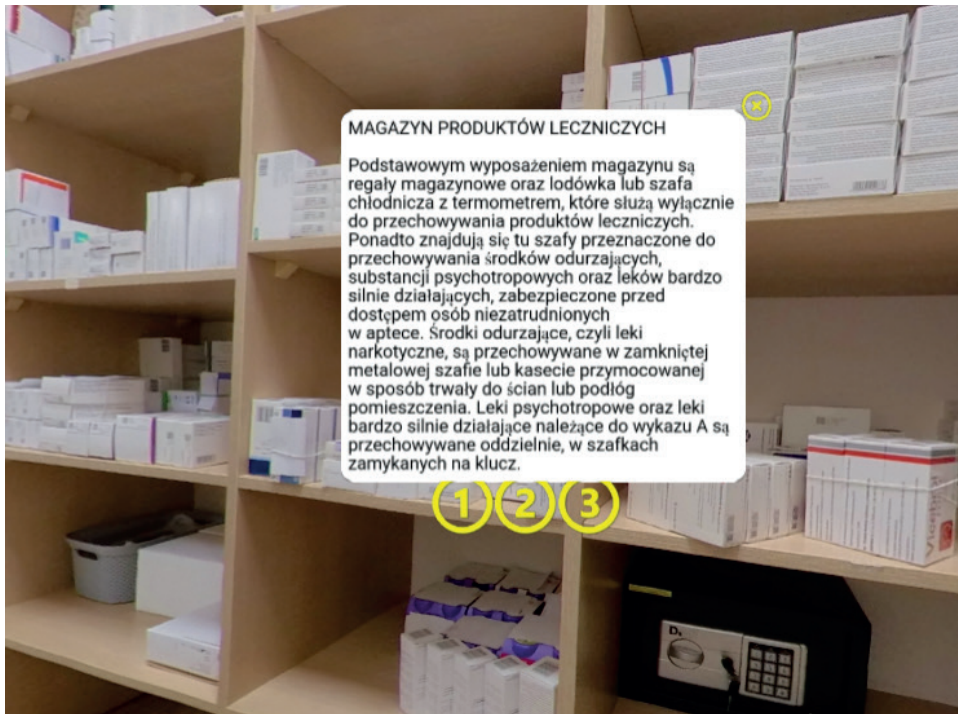 MAGAZYN PRODUKTÓW LECZNICZYCH
Podstawowym wyposażeniem magazynu są
regały magazynowe oraz lodówka lub szafa
chłodnicza z termometrem, które służą wyłącznie
do przechowywania produktów leczniczych.
Ponadto znajdują się tu szafy przeznaczone do
przechowywania środków odurzających,
substancji psychotropowych oraz leków bardzo
silnie działających, zabezpieczone przed
dostępem osób niezatrudnionych
w aptece. Środki odurzające, czyli leki
narkotyczne, są przechowywane w zamkniętej
metalowej szafie lub kasecie przymocowanej
w sposób trwały do ścian lub podłóg
pomieszczenia. Leki psychotropowe oraz leki
bardzo silnie działające należące do wykazu A są
przechowywane oddzielnie, w szafkach
zamykanych na klucz.
1 2 3